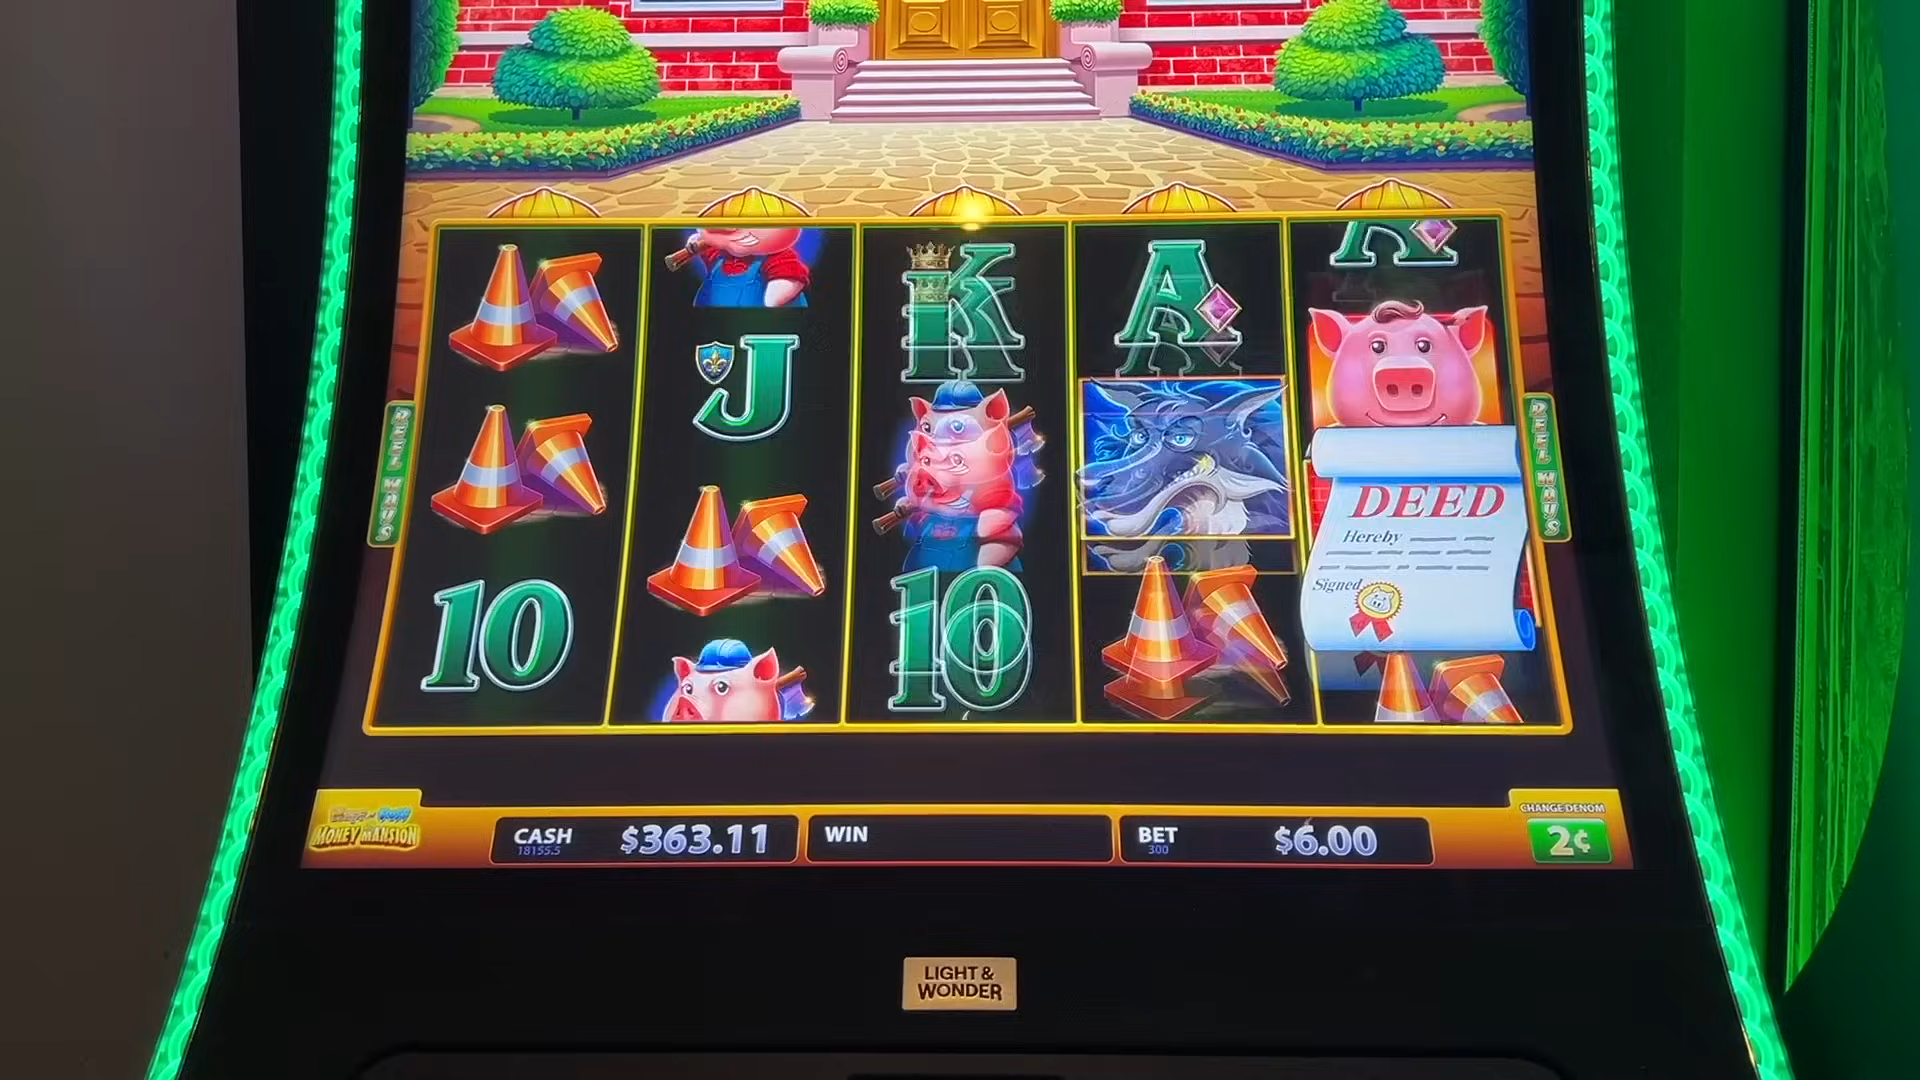 K
A
A
J
REEL WAYS
REEL WAYS
DEED
Hereby
Signed
10
10
MONEY MANSION
CASH
18155.5
$363.11
WIN
BET
300
$6.00
CHANGE DENOM
2¢
LIGHT &
WONDER